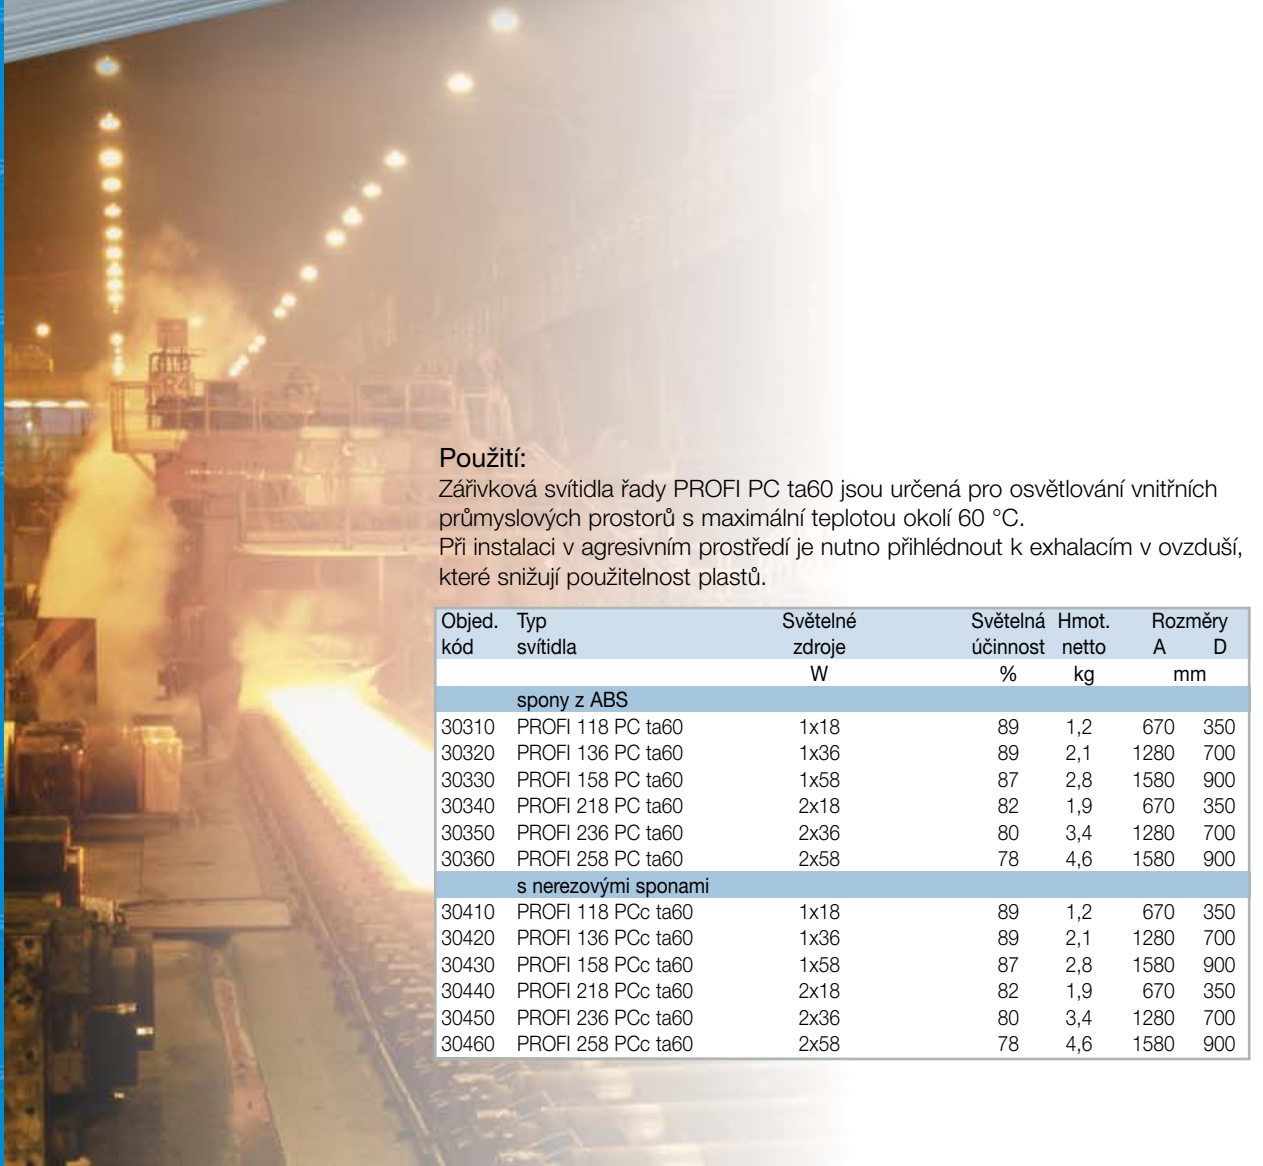 R4
Použití:
Zářivková svítidla řady PROFI PC ta60 jsou určená pro osvětlování vnitřních
průmyslových prostorů s maximální teplotou okolí 60 °C.
Při instalaci v agresivním prostředí je nutno přihlédnout k exhalacím v ovzduší,
které snižují použitelnost plastů.
Objed. Typ Světelné Světelná Hmot. Rozměry
kód svítidla zdroje účinnost netto A D
W % kg mm
spony z ABS
30310 PROFI 118 PC ta60 1x18 89 1,2 670 350
30320 PROFI 136 PC ta60 1x36 89 2,1 1280 700
30330 PROFI 158 PC ta60 1x58 87 2,8 1580 900
30340 PROFI 218 PC ta60 2x18 82 1,9 670 350
30350 PROFI 236 PC ta60 2x36 80 3,4 1280 700
30360 PROFI 258 PC ta60 2x58 78 4,6 1580 900
s nerezovými sponami
30410 PROFI 118 PCc ta60 1x18 89 1,2 670 350
30420 PROFI 136 PCc ta60 1x36 89 2,1 1280 700
30430 PROFI 158 PCc ta60 1x58 87 2,8 1580 900
30440 PROFI 218 PCc ta60 2x18 82 1,9 670 350
30450 PROFI 236 PCc ta60 2x36 80 3,4 1280 700
30460 PROFI 258 PCc ta60 2x58 78 4,6 1580 900